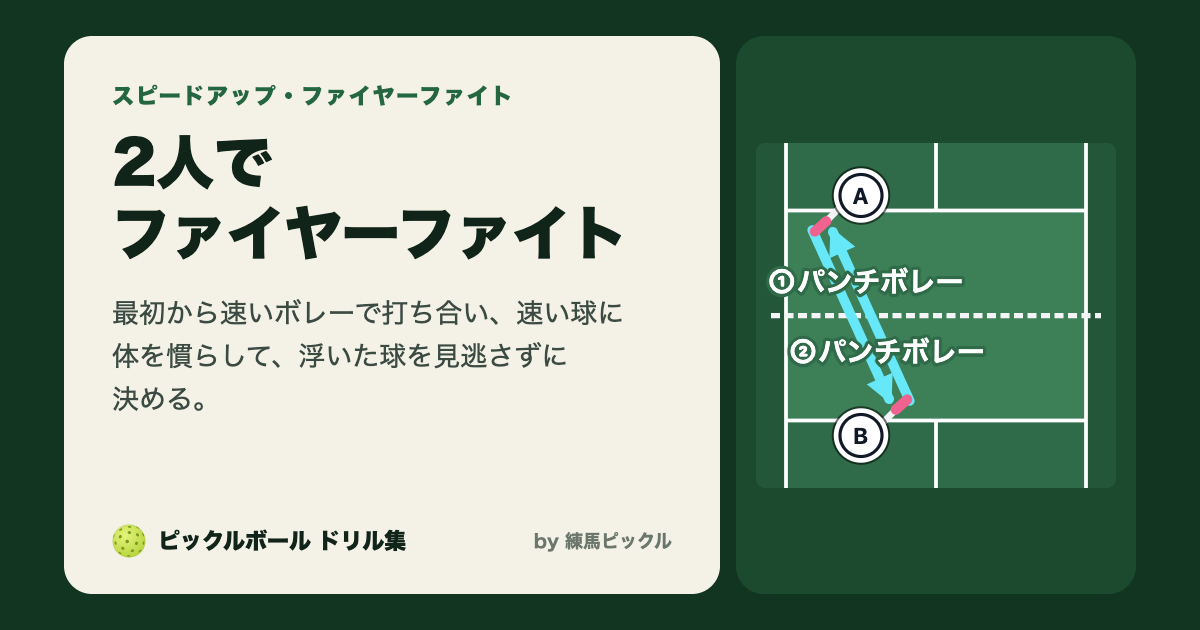 スピードアップ・ファイヤーファイト
2人で
ファイヤーファイト
最初から速いボレーで打ち合い、速い球に
体を慣らして、浮いた球を見逃さずに
決める。
ピックルボール ドリル集
by 練馬ピックル
A
①パンチボレー
②パンチボレー
B